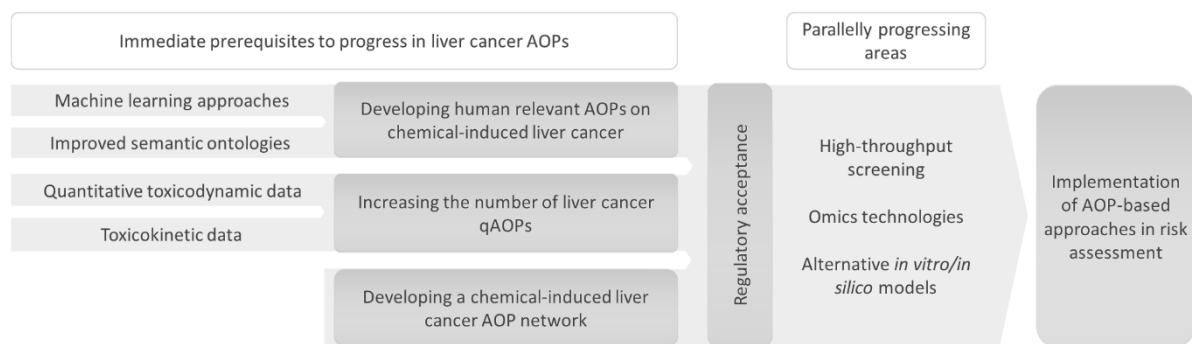 Immediate prerequisites to progress in liver cancer AOPs
Parallelly progressing
areas
Machine learning approaches
Improved semantic ontologies
Quantitative toxicodynamic data
Toxicokinetic data
Developing human relevant AOPs on
chemical-induced liver cancer
Increasing the number of liver cancer
qAOPs
Developing a chemical-induced liver
cancer AOP network
Regulatory acceptance
High-throughput
screening
Omics technologies
Alternative in vitro/in
silico models
Implementation
of AOP-based
approaches in risk
assessment